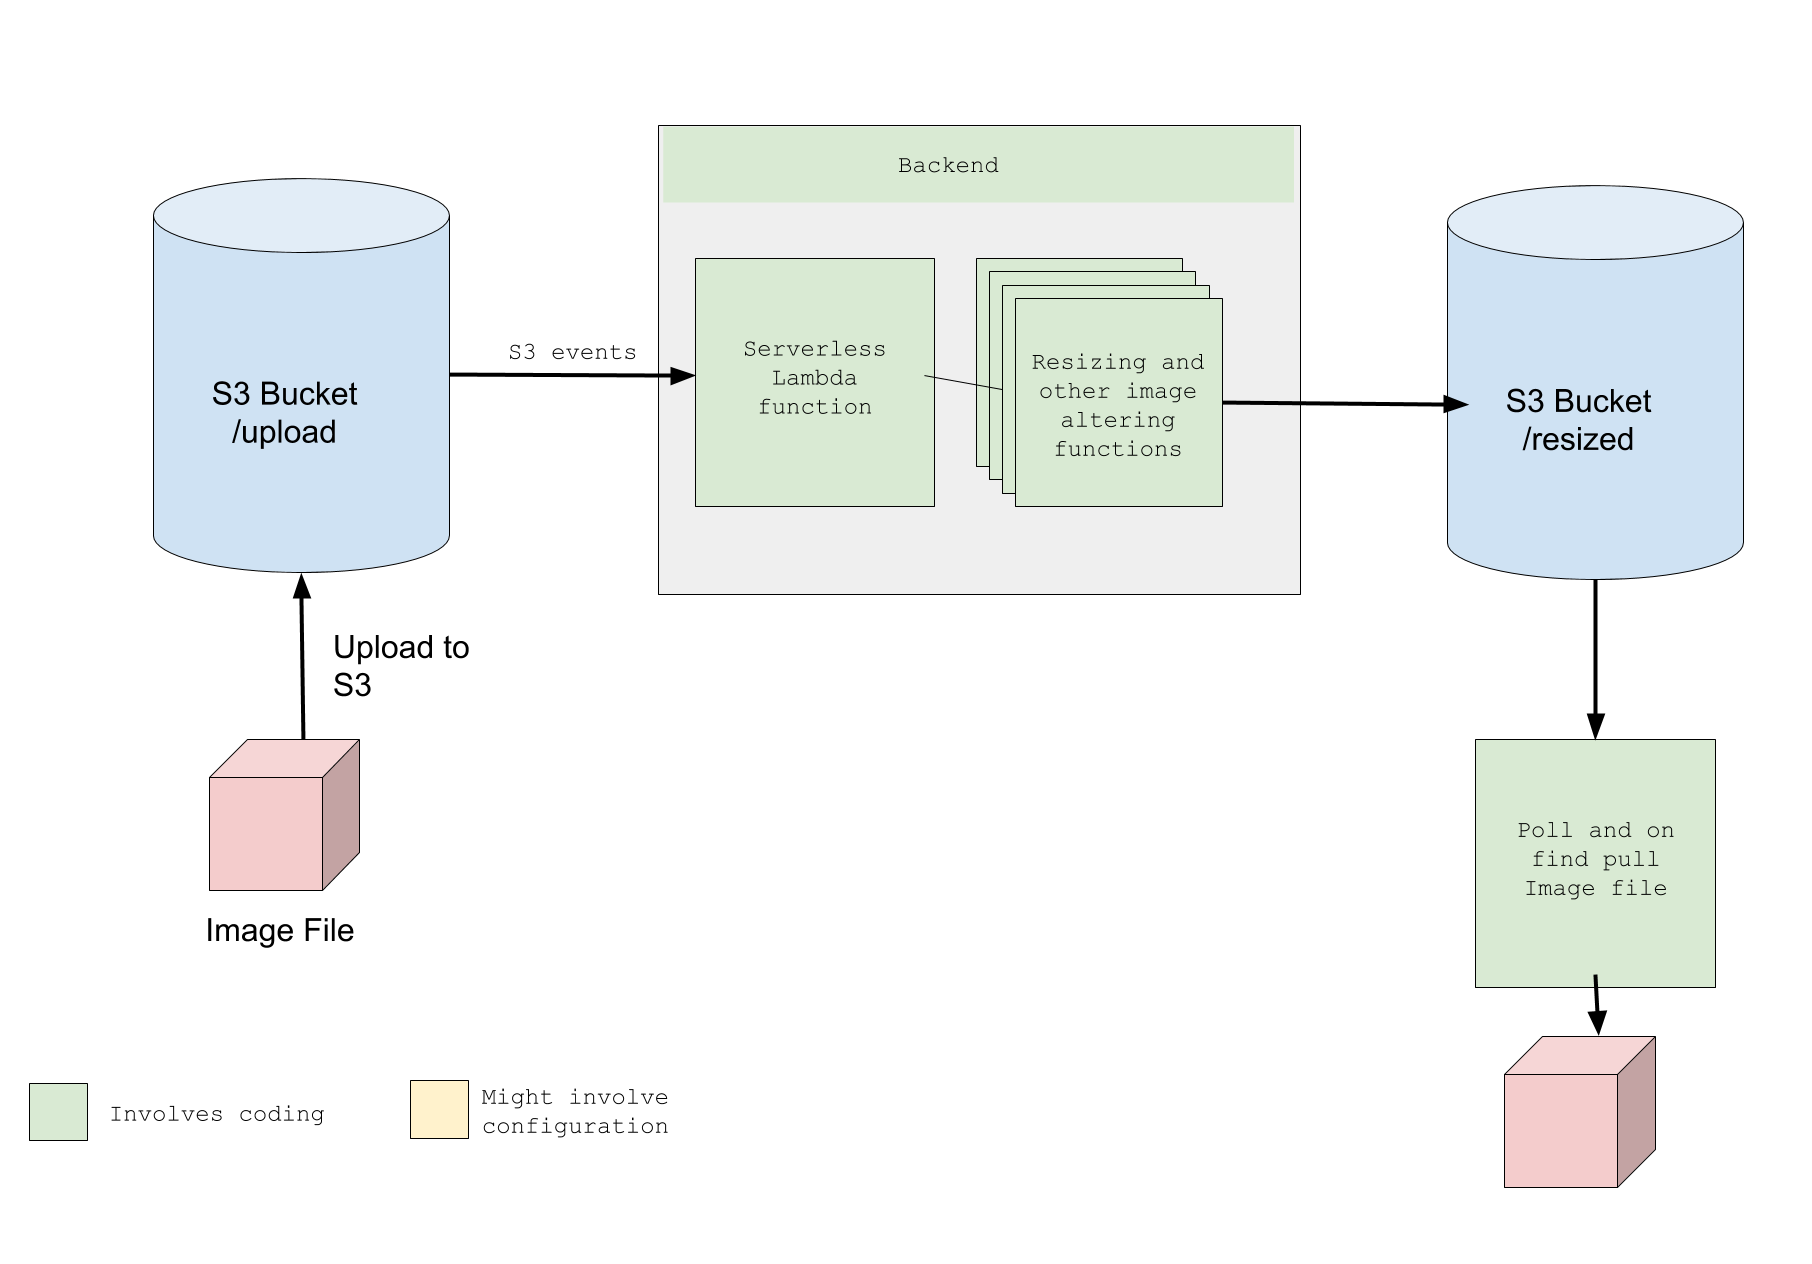 Backend
S3 Bucket
/upload
S3 events
Serverless
Lambda
function
Resizing and
other image
altering
functions
S3 Bucket
/resized
Upload to
S3
Image File
Poll and on
find pull
Image file
Involves coding
Might involve
configuration